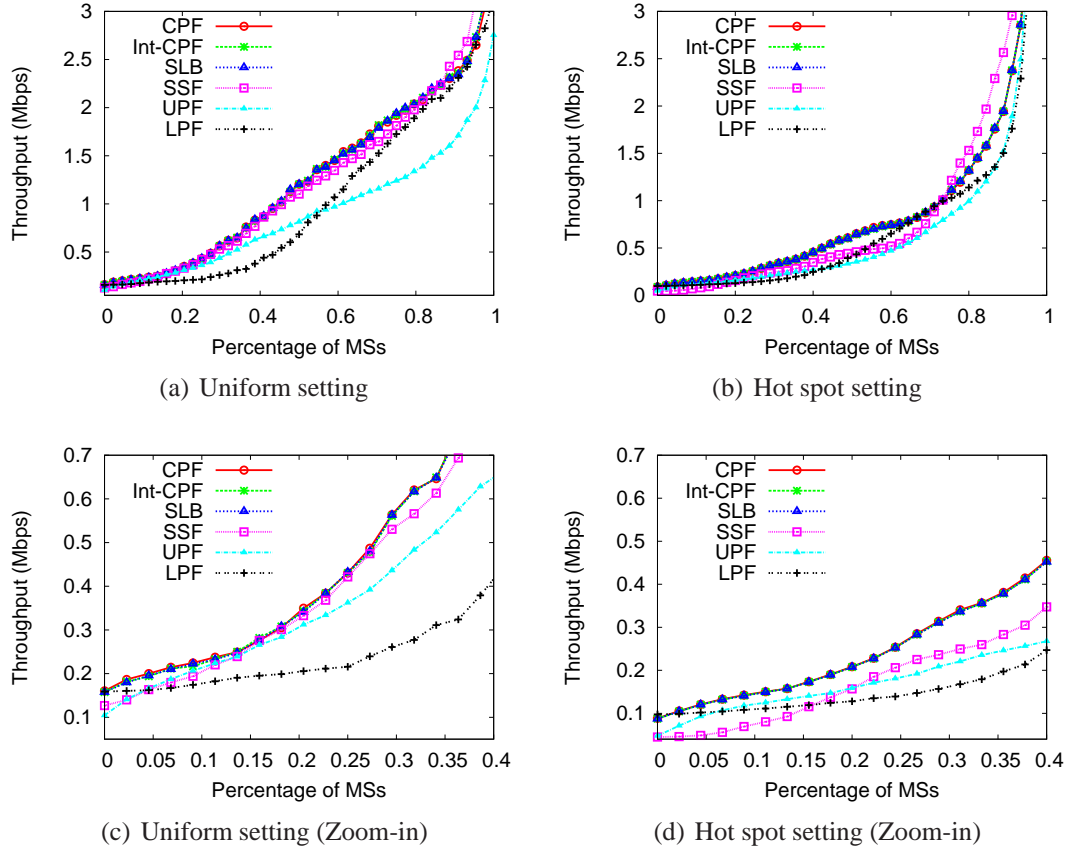 CPF
Int-CPF
SLB
SSF
UPF
LPF
3
2.5
2
1.5
1
0.5
0 0.2 0.4 0.6 0.8 1
Throughput (Mbps)
Percentage of MSs
(a) Uniform setting
CPF
Int-CPF
SLB
SSF
UPF
LPF
3
2.5
2
1.5
1
0.5
0
0 0.2 0.4 0.6 0.8 1
Throughput (Mbps)
Percentage of MSs
(b) Hot spot setting
CPF
Int-CPF
SLB
SSF
UPF
LPF
0.7
0.6
0.5
0.4
0.3
0.2
0.1
0 0.05 0.1 0.15 0.2 0.25 0.3 0.35 0.4
Throughput (Mbps)
Percentage of MSs
(c) Uniform setting (Zoom-in)
CPF
Int-CPF
SLB
SSF
UPF
LPF
0.7
0.6
0.5
0.4
0.3
0.2
0.1
0 0.05 0.1 0.15 0.2 0.25 0.3 0.35 0.4
Throughput (Mbps)
Percentage of MSs
(d) Hot spot setting (Zoom-in)